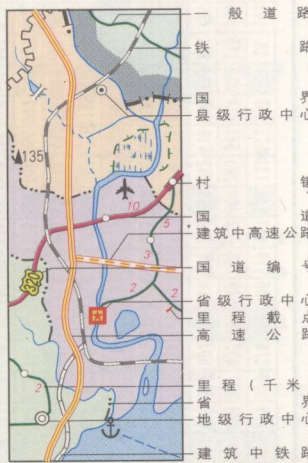 一般道路
铁路
国界
县级行政中心
135
村镇
10
国道
5
建筑中高速公路
3
320
国道编号
2
2
省级行政中心
里程截点
高速公路
2
里程(千米
省界
地级行政中心
建筑中铁路